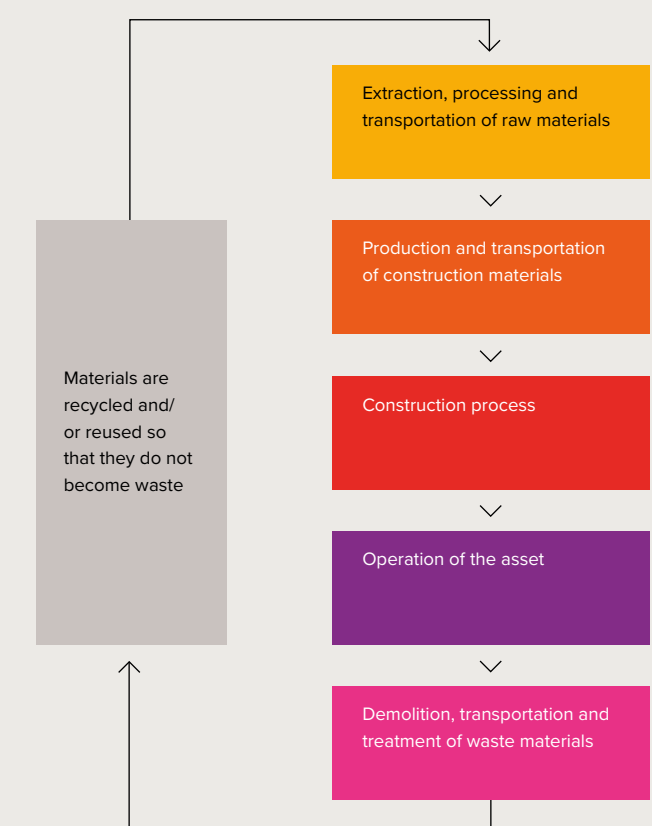 Extraction, processing and
transportation of raw materials
Production and transportation
of construction materials
Construction process
Operation of the asset
Demolition, transportation and
treatment of waste materials
Materials are
recycled and/
or reused so
that they do not
become waste